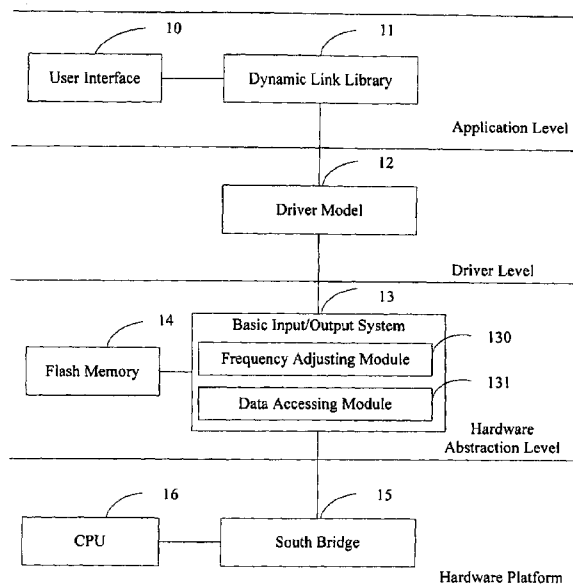 10
11
User Interface
Dynamic Link Library
Application Level
12
Driver Model
Driver Level
13
14
Basic Input/Output System
130
Frequency Adjusting Module
Flash Memory
131
Data Accessing Module
Hardware
Abstraction Level
16
15
CPU
South Bridge
Hardware Platform